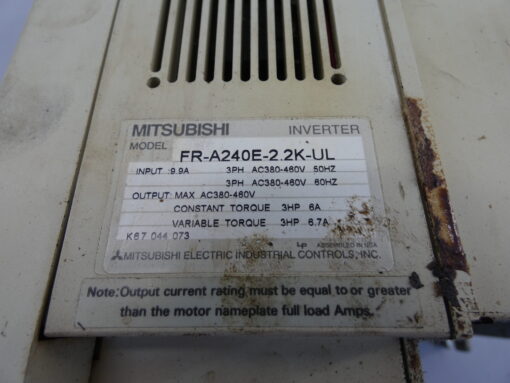 MITSUBISHI INVERTER
MODEL FR-A240E-2.2K-UL
INPUT :9.9A 3PH AC380-460V 50HZ
3PH AC380-460V 60HZ
OUTPUT: MAX AC380-460V
CONSTANT TORQUE 3HP 6A
VARIABLE TORQUE 3HP 6.7A
K67 044 073
ASSEMBLED IN USA
MITSUBISHI ELECTRIC INDUSTRIAL CONTROLS, INC.
Note: Output current rating must be equal to or greater
than the motor nameplate full load Amps.